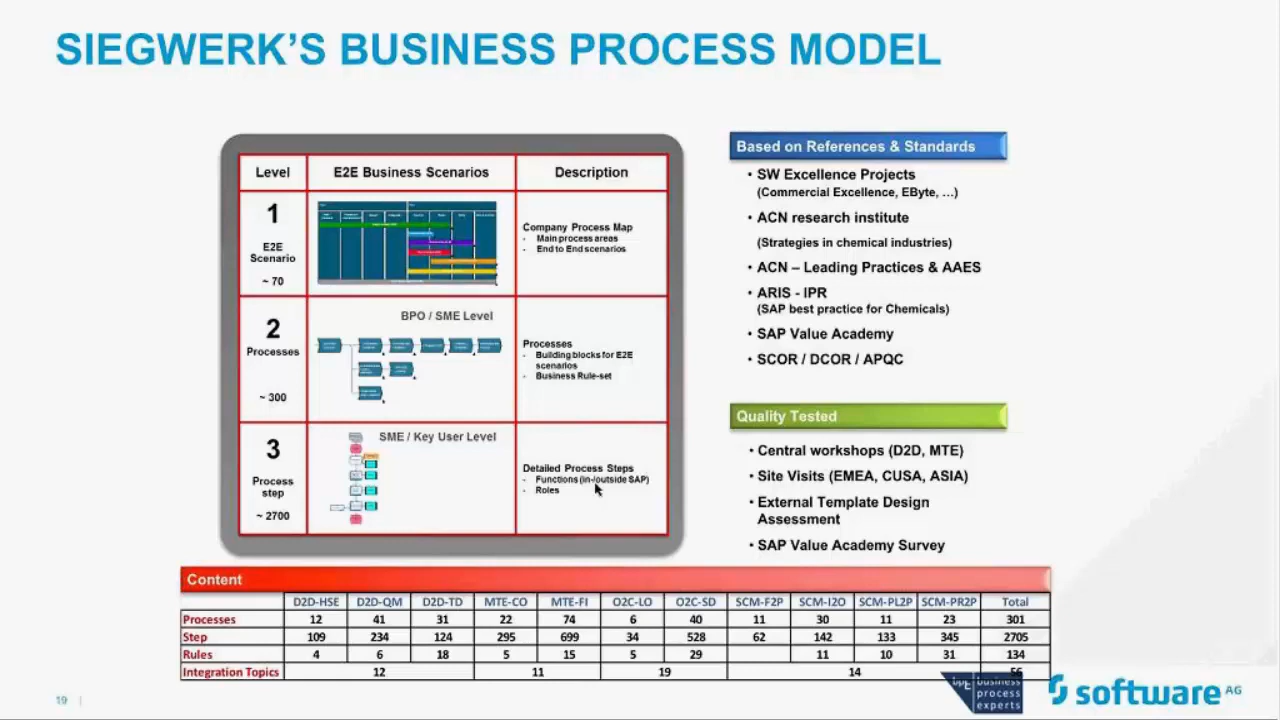 SIEGWERK'S BUSINESS PROCESS MODEL
Level E2E Business Scenarios Description
1
E2E
Scenario
~ 70
Company Process Map
- Main process areas
- End to End scenarios
2
Processes
~ 300
BPO / SME Level
Processes
- Building blocks for E2E
scenarios
- Business Rule-set
3
Process
step
~ 2700
SME / Key User Level
Detailed Process Steps
- Functions (in-/outside SAP)
- Roles
Based on References & Standards
• SW Excellence Projects
(Commercial Excellence, EByte, ...)
• ACN research institute
(Strategies in chemical industries)
• ACN – Leading Practices & AAES
• ARIS - IPR
(SAP best practice for Chemicals)
• SAP Value Academy
• SCOR / DCOR / APQC
Quality Tested
• Central workshops (D2D, MTE)
• Site Visits (EMEA, CUSA, ASIA)
• External Template Design
Assessment
• SAP Value Academy Survey
Content
D2D-HSE D2D-QM D2D-TD MTE-CO MTE-FI O2C-LO O2C-SD SCM-F2P SCM-I2O SCM-PL2P SCM-PR2P Total
Processes 12 41 31 22 74 6 40 11 30 11 23 301
Step 109 234 124 295 699 34 528 62 142 133 345 2705
Rules 4 6 18 5 15 5 29 11 10 31 134
Integration Topics 12 11 19 14 56
19
bpE business
process
experts
software AG